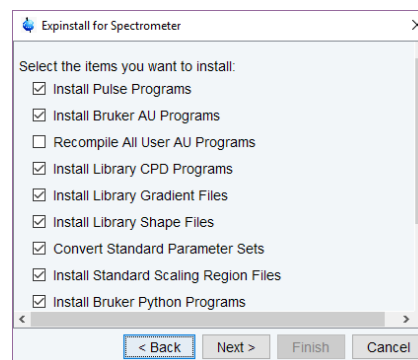 Expinstall for Spectrometer
Select the items you want to install:
Install Pulse Programs
Install Bruker AU Programs
Recompile All User AU Programs
Install Library CPD Programs
Install Library Gradient Files
Install Library Shape Files
Convert Standard Parameter Sets
Install Standard Scaling Region Files
Install Bruker Python Programs
< Back Next > Finish Cancel